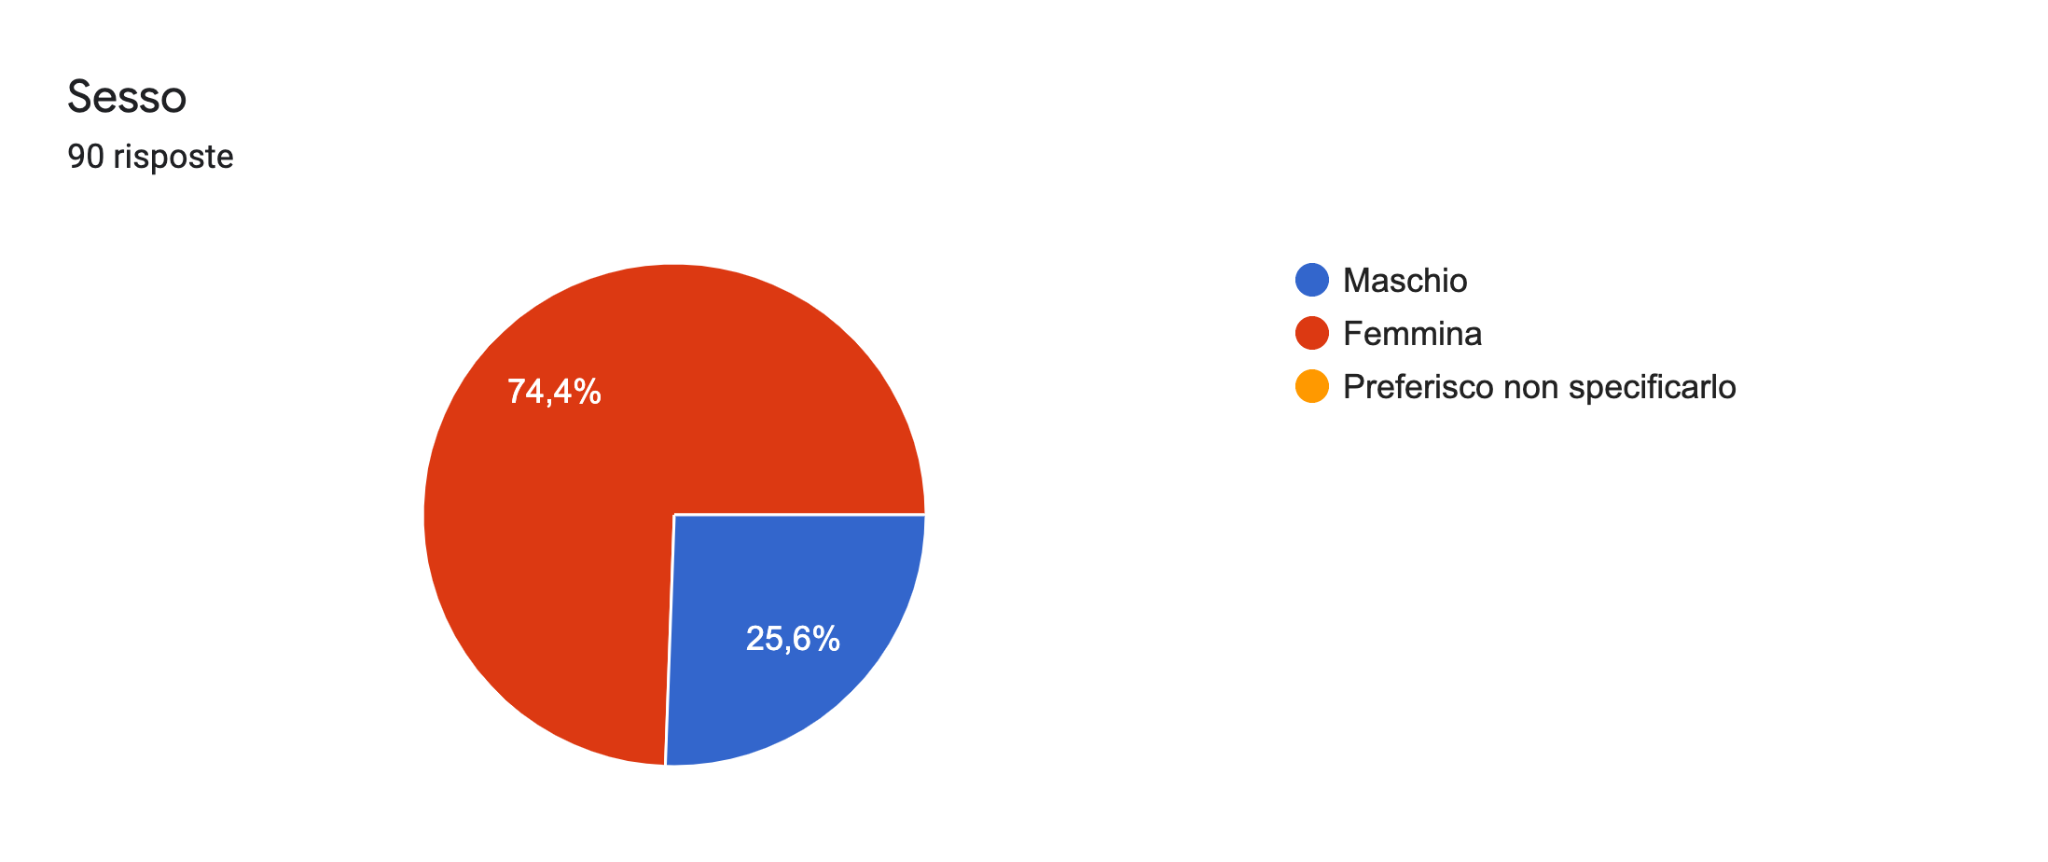 Sesso
90 risposte
74,4%
25,6%
Maschio
Femmina
Preferisco non specificarlo